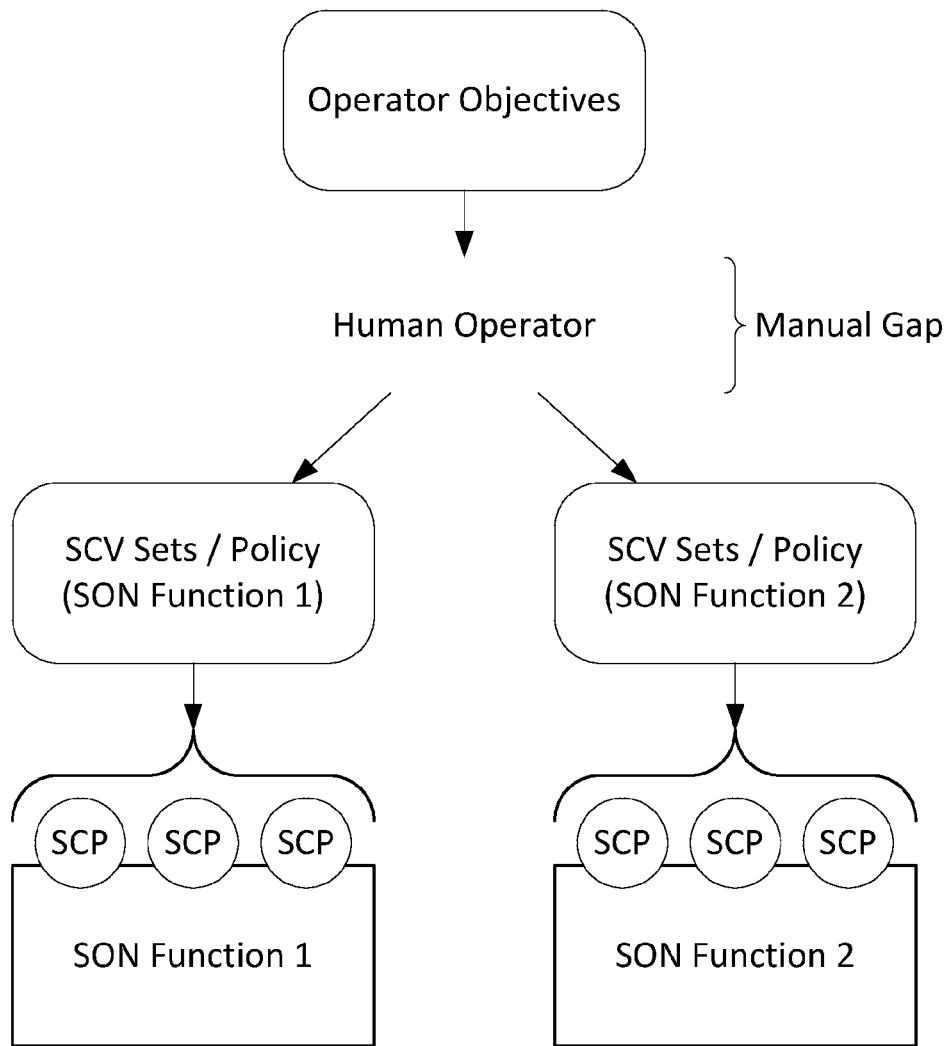 Operator Objectives
Human Operator
Manual Gap
SCV Sets / Policy
(SON Function 1)
SCV Sets / Policy
(SON Function 2)
SCP
SCP
SCP
SCP
SCP
SCP
SON Function 1
SON Function 2